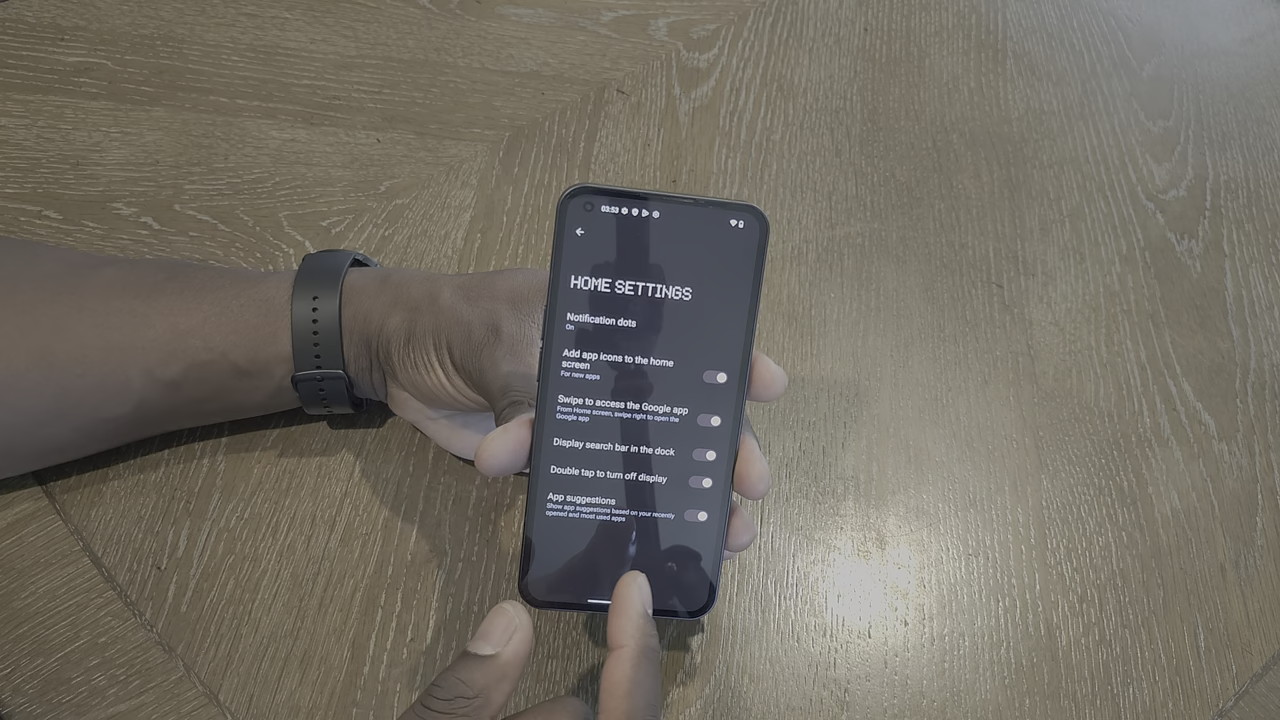 03:53
HOME SETTINGS
Notification dots
On
Add app icons to the home
screen
For new apps
Swipe to access the Google app
From Home screen, swipe right to open the
Google app
Display search bar in the dock
Double tap to turn off display
App suggestions
Show app suggestions based on your recently
opened and most used apps